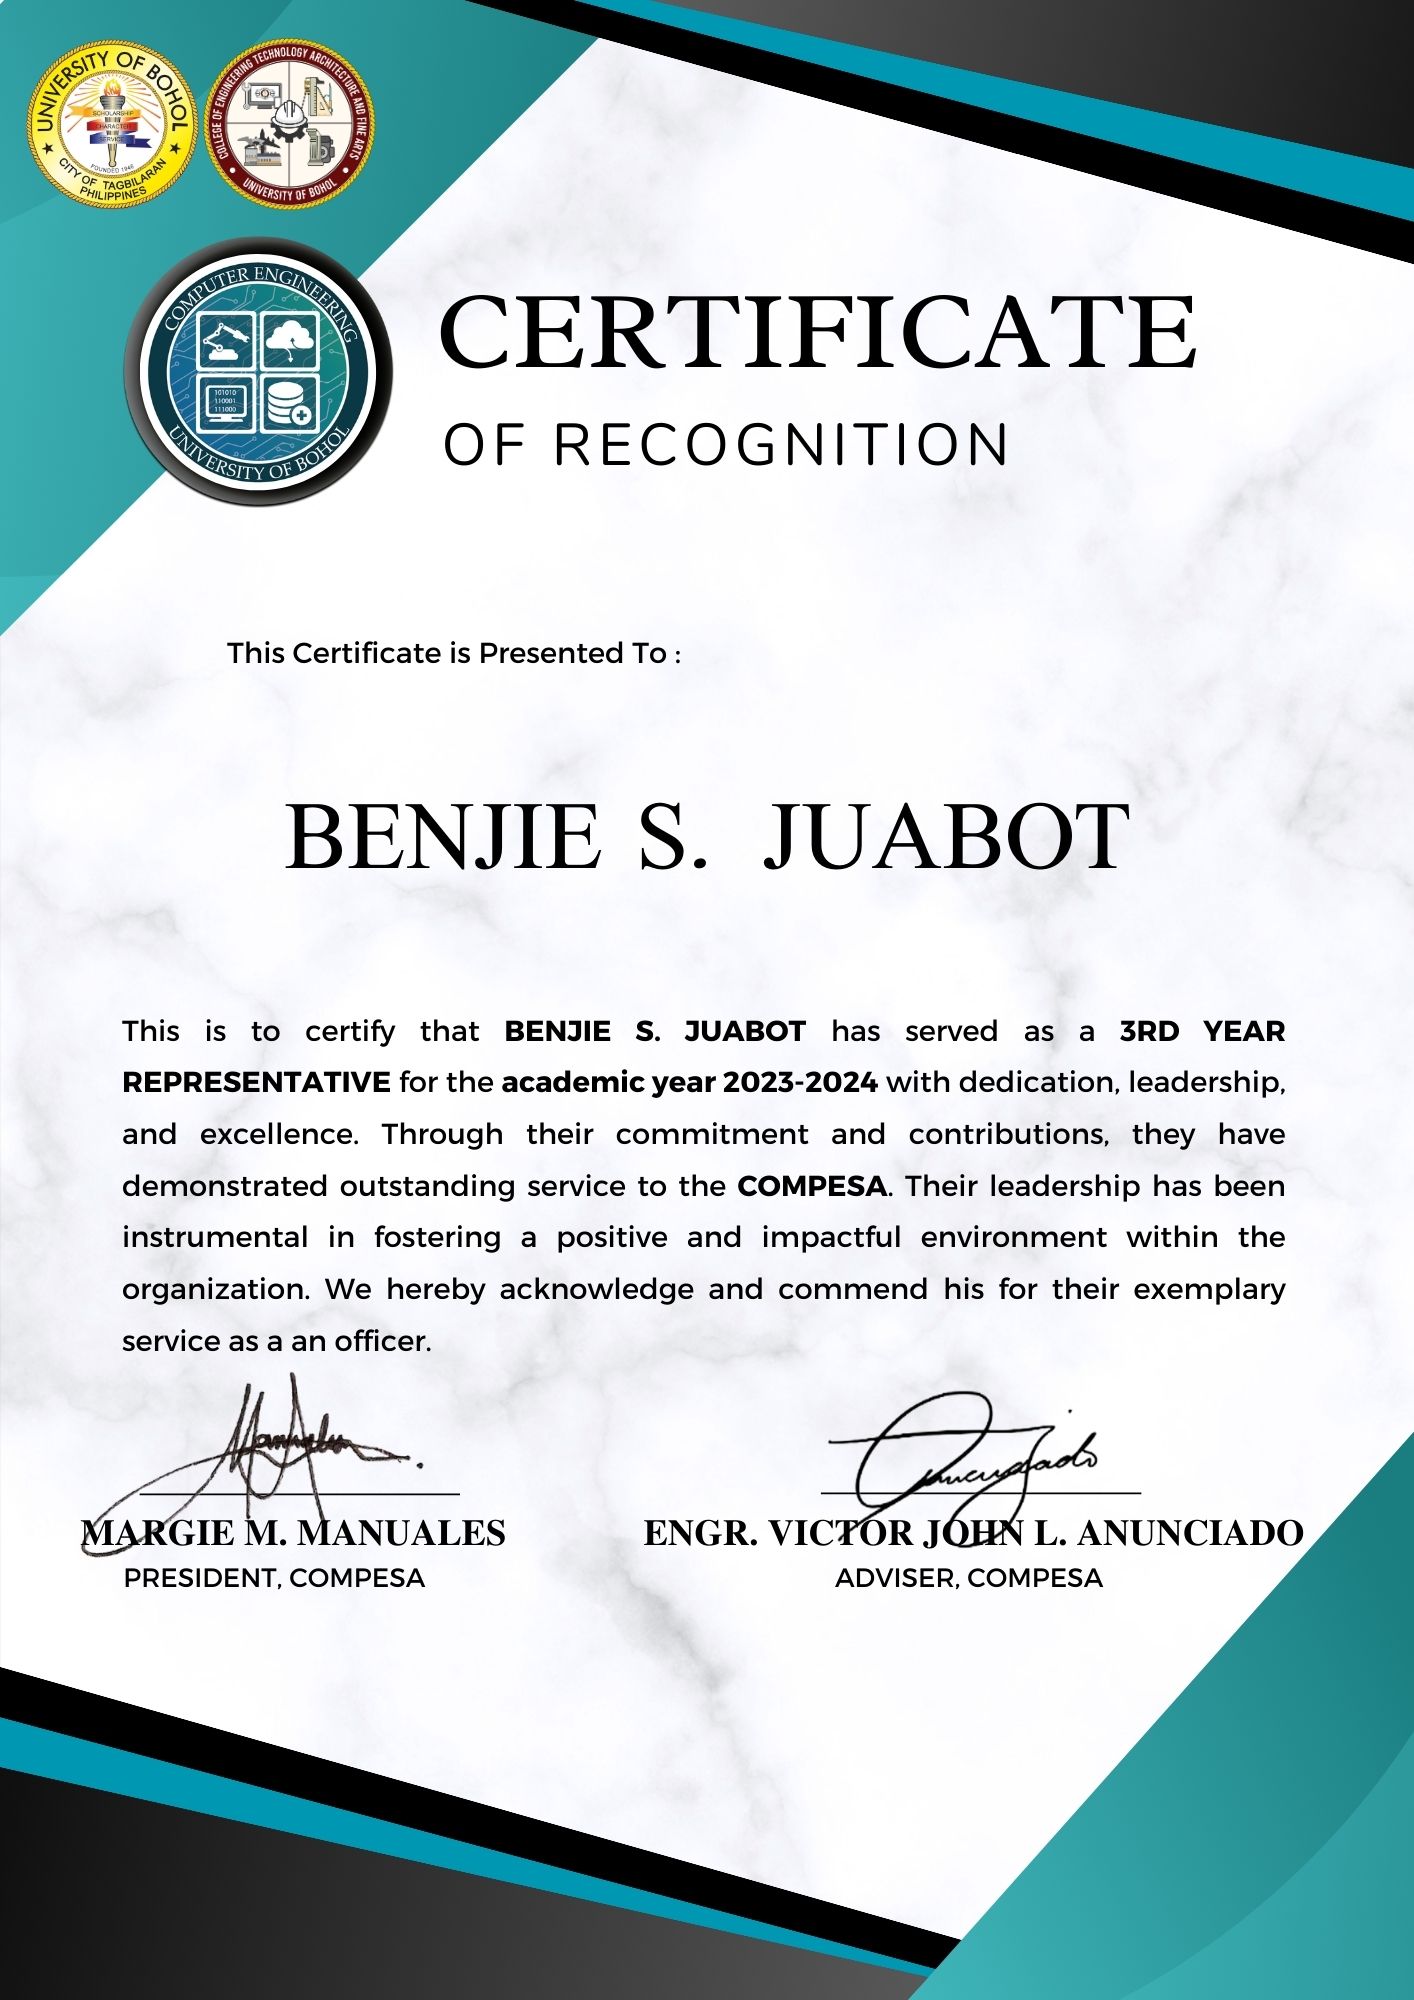 UNIVERSITY OF BOHOL
SCHOLARSHIP
CHARACTER
SERVICE
FOUNDED 1946
CITY OF TAGBILARAN
PHILIPPINES
COLLEGE OF ENGINEERING TECHNOLOGY ARCHITECTURE AND FINE ARTS
UNIVERSITY OF BOHOL
COMPUTER ENGINEERING
101010
110001
111000
UNIVERSITY OF BOHOL
CERTIFICATE
OF RECOGNITION
This Certificate is Presented To :
BENJIE S. JUABOT
This is to certify that BENJIE S. JUABOT has served as a 3RD YEAR
REPRESENTATIVE for the academic year 2023-2024 with dedication, leadership,
and excellence. Through their commitment and contributions, they have
demonstrated outstanding service to the COMPESA. Their leadership has been
instrumental in fostering a positive and impactful environment within the
organization. We hereby acknowledge and commend his for their exemplary
service as a an officer.
MARGIE M. MANUALES
PRESIDENT, COMPESA
ENGR. VICTOR JOHN L. ANUNCIADO
ADVISER, COMPESA